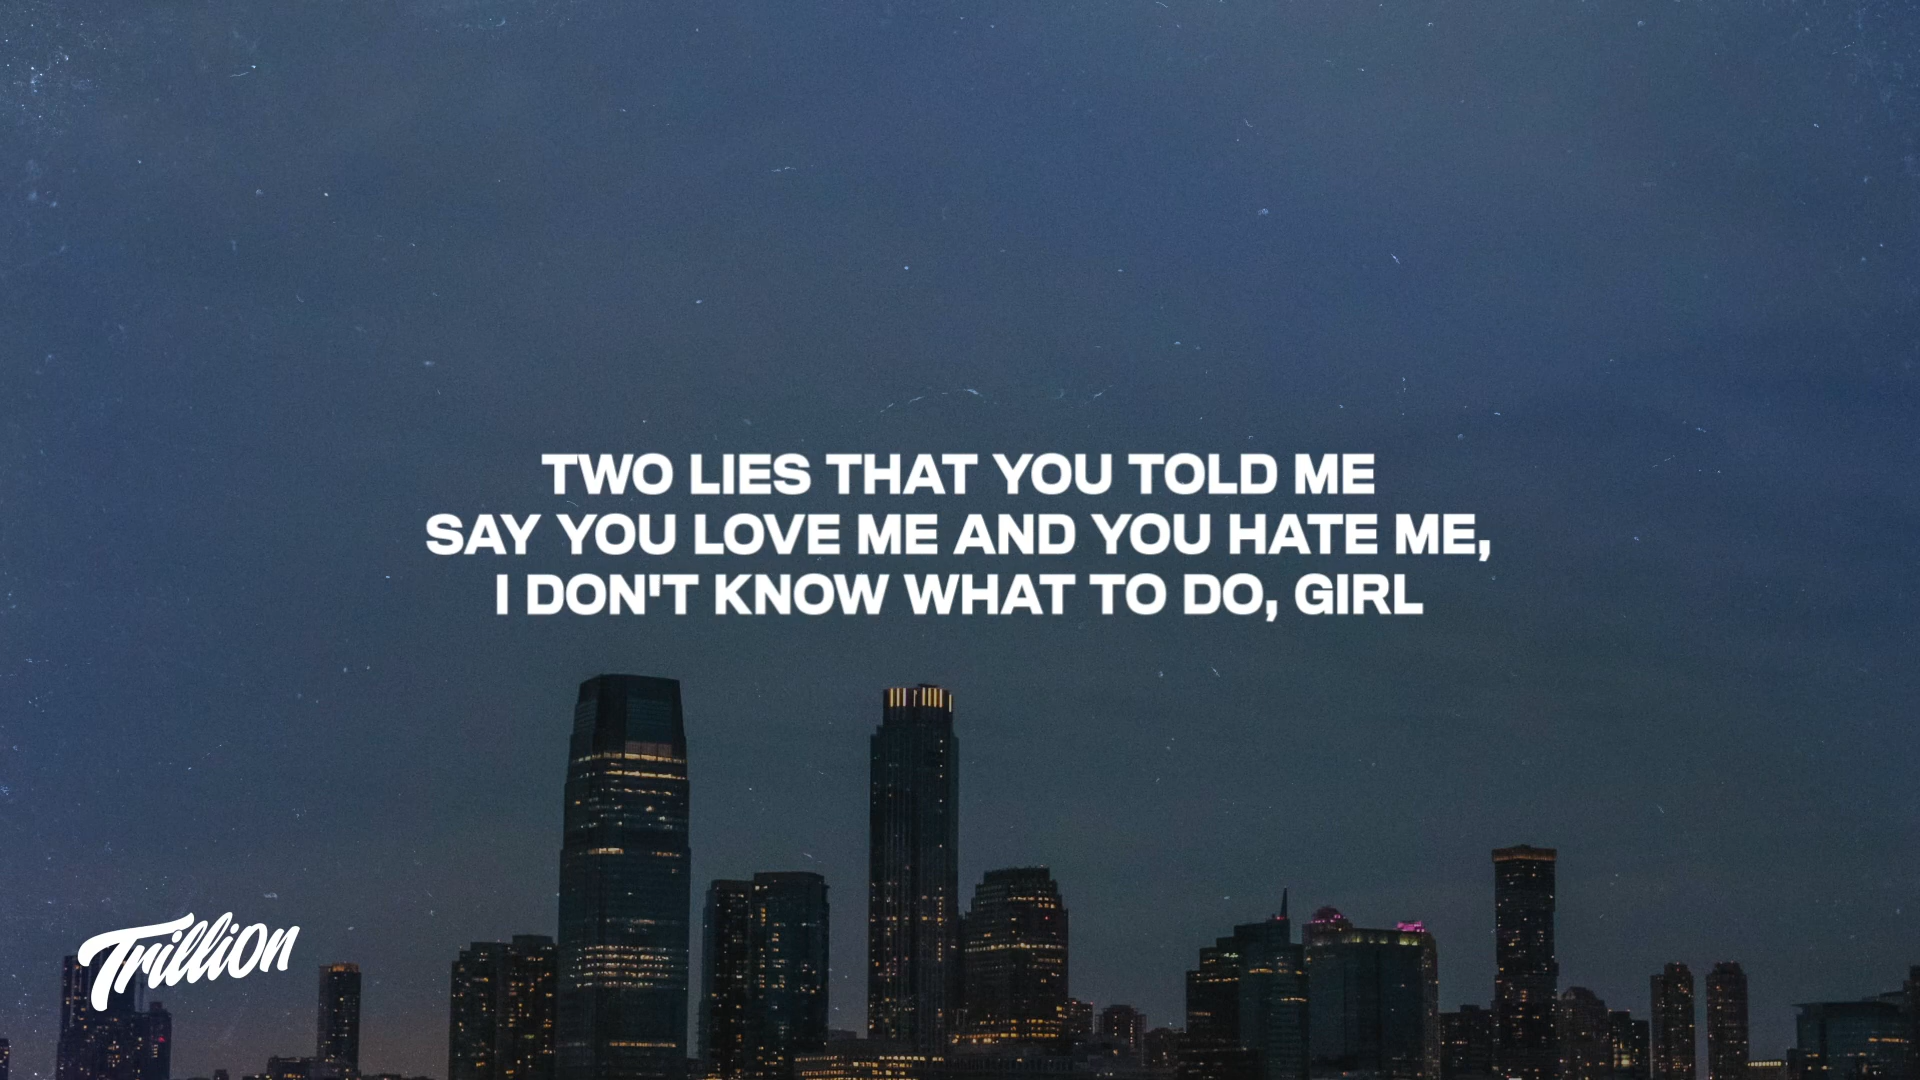 TWO LIES THAT YOU TOLD ME
SAY YOU LOVE ME AND YOU HATE ME,
I DON'T KNOW WHAT TO DO, GIRL
Trillion